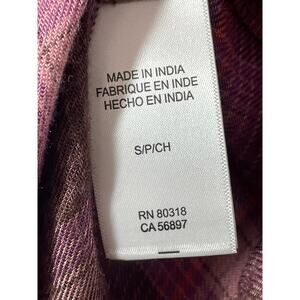 MADE IN INDIA
FABRIQUE EN INDE
HECHO EN INDIA
S/P/CH
RN 80318
CA 56897